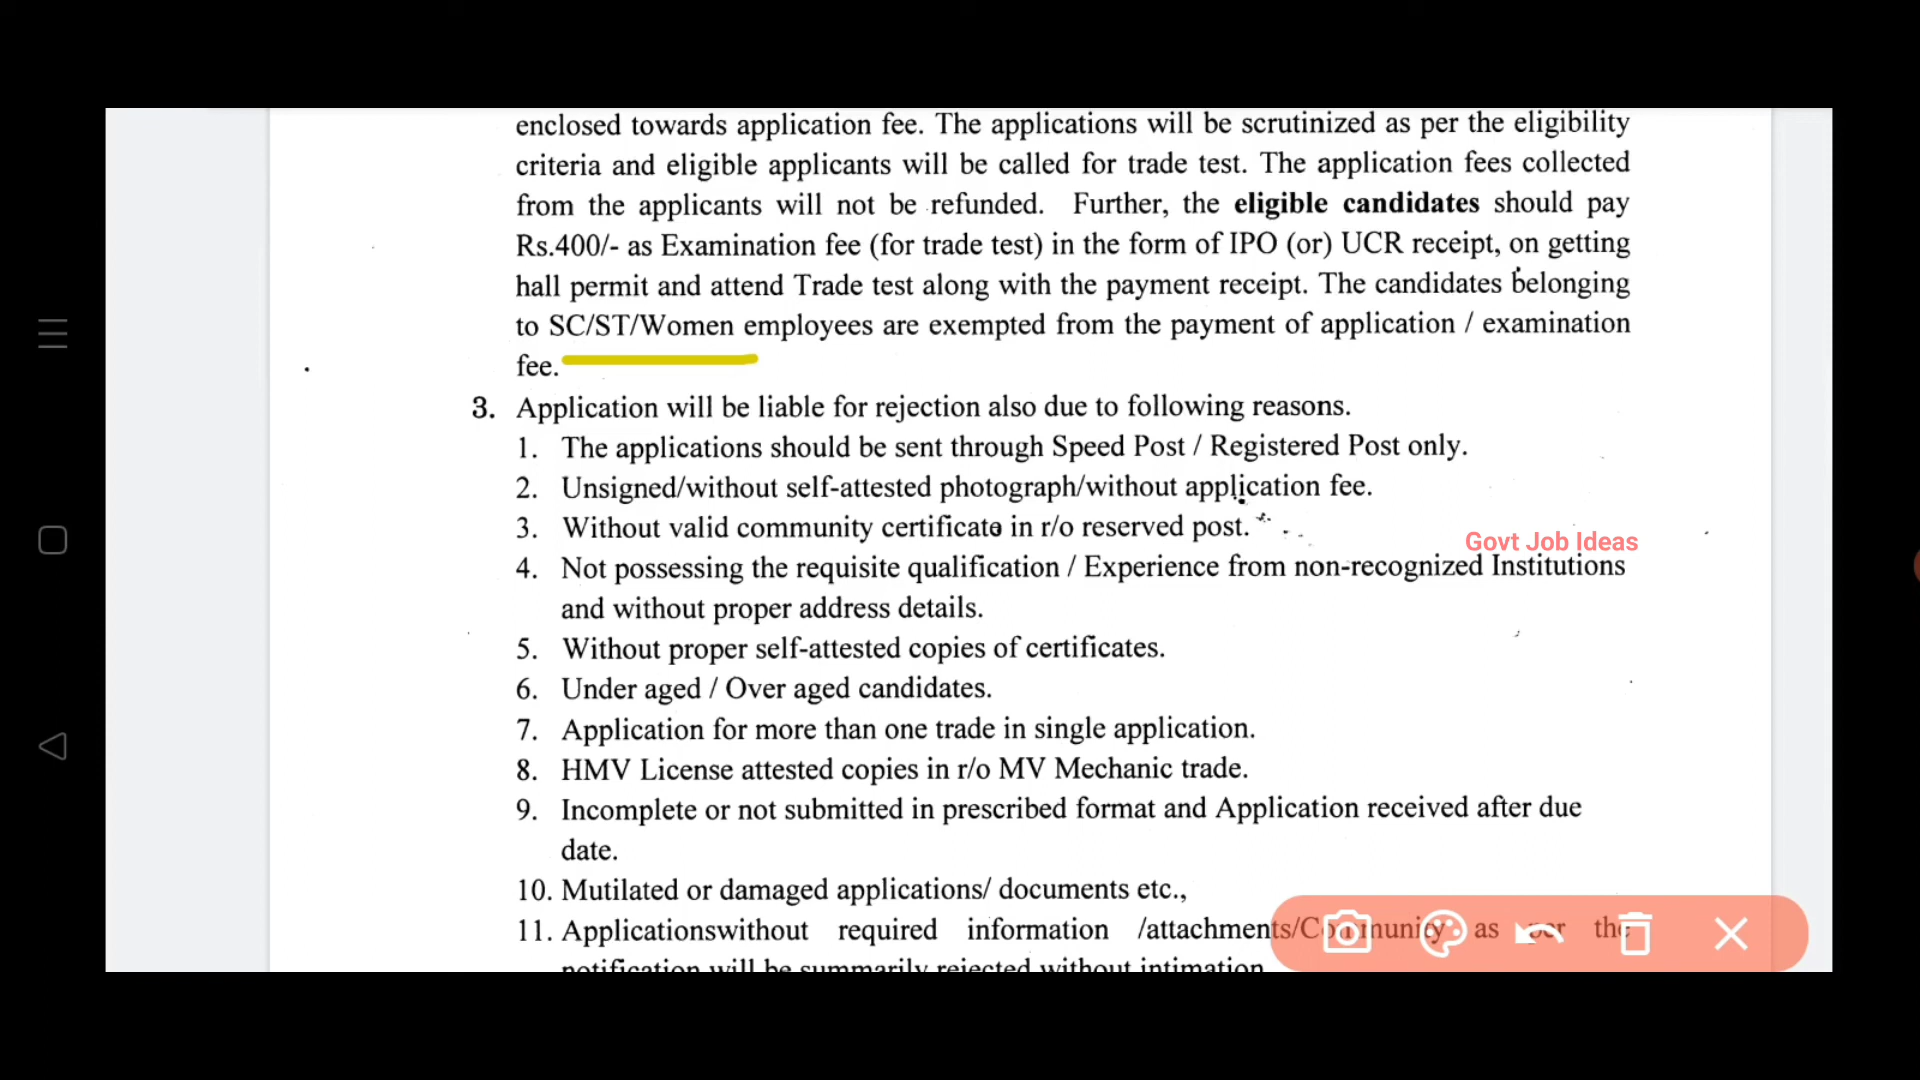 enclosed towards application fee. The applications will be scrutinized as per the eligibility
criteria and eligible applicants will be called for trade test. The application fees collected
from the applicants will not be refunded. Further, the eligible candidates should pay
Rs.400/- as Examination fee (for trade test) in the form of IPO (or) UCR receipt, on getting
hall permit and attend Trade test along with the payment receipt. The candidates belonging
to SC/ST/Women employees are exempted from the payment of application / examination
fee.
3. Application will be liable for rejection also due to following reasons.
1. The applications should be sent through Speed Post / Registered Post only.
2. Unsigned/without self-attested photograph/without application fee.
3. Without valid community certificate in r/o reserved post.
Govt Job Ideas
4. Not possessing the requisite qualification / Experience from non-recognized Institutions
and without proper address details.
5. Without proper self-attested copies of certificates.
6. Under aged / Over aged candidates.
7. Application for more than one trade in single application.
8. HMV License attested copies in r/o MV Mechanic trade.
9. Incomplete or not submitted in prescribed format and Application received after due
date.
10. Mutilated or damaged applications/ documents etc.,
11. Applicationswithout required information /attachments/Community as per the
notification will be summarily rejected without intimation